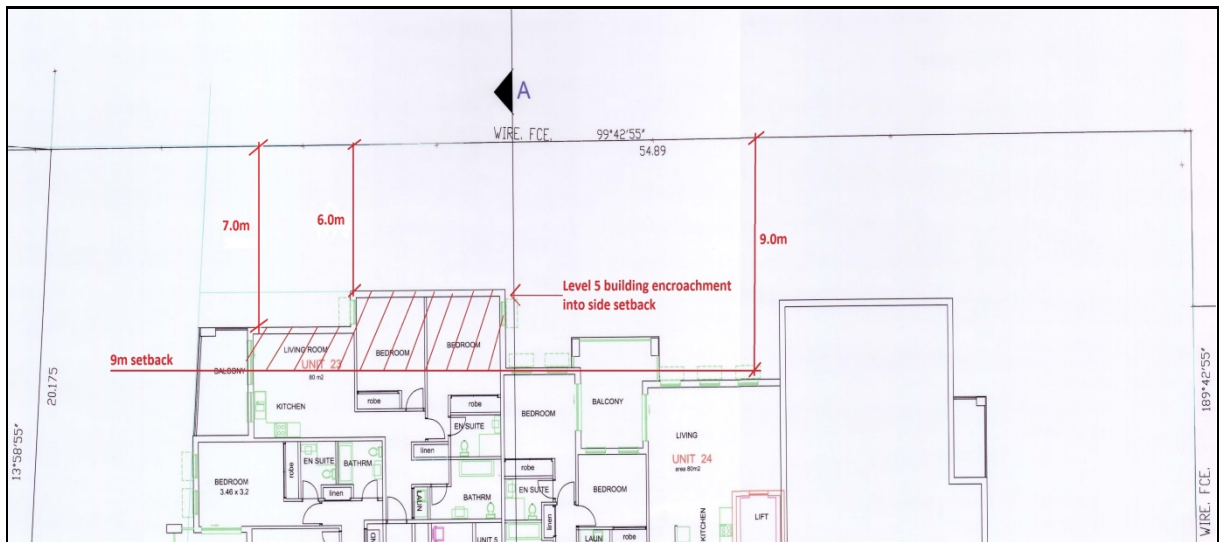 A
WIRE. FCE.
99°42'55"
54.89
7.0m
6.0m
9.0m
Level 5 building encroachment
into side setback
9m setback
20.175
13°58'55"
189°42'55"
WIRE. FCE.
BALCONY
LIVING ROOM
UNIT 23
80 m2
BEDROOM
BEDROOM
KITCHEN
robe
robe
EN SUITE
linen
BEDROOM
3.46 x 3.2
robe
EN SUITE
BATHRM
linen
LAUN
BATHRM
UNIT 5
BEDROOM
BALCONY
LIVING
UNIT 24
area 80m2
robe
EN SUITE
BEDROOM
linen
LAUN
robe
KITCHEN
LIFT